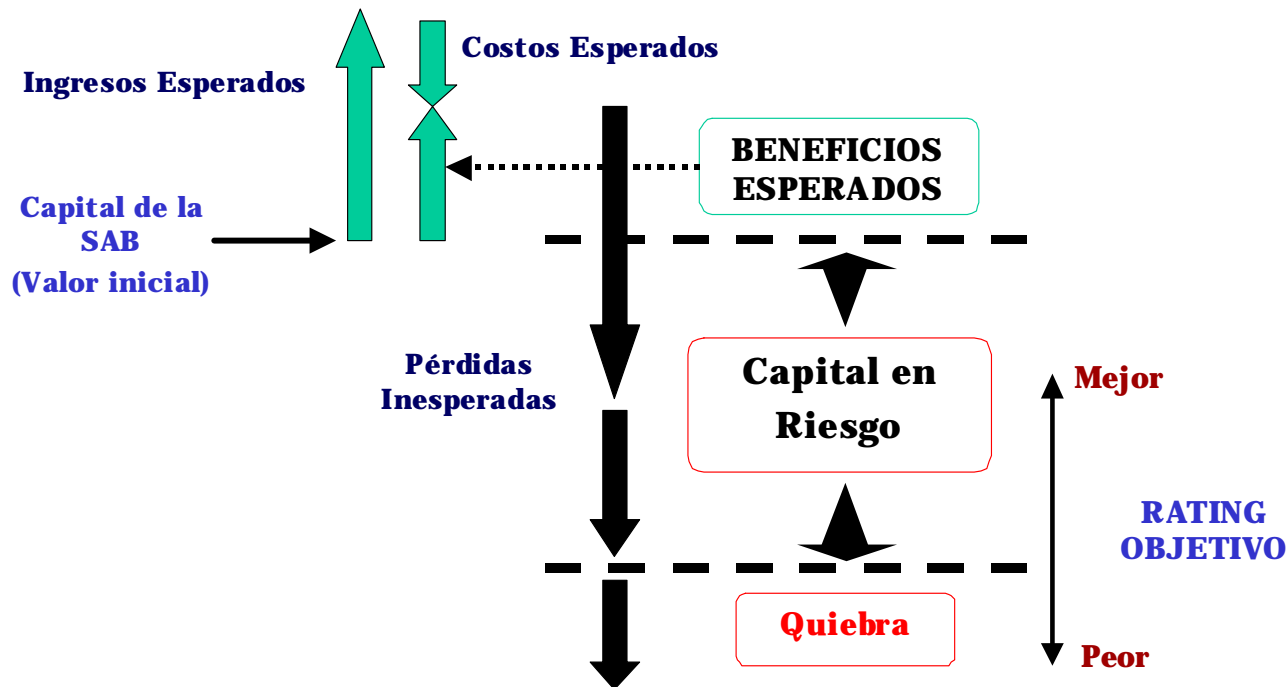 Costos Esperados
Ingresos Esperados
BENEFICIOS
ESPERADOS
Capital de la
SAB
(Valor inicial)
Pérdidas
Inesperadas
Capital en
Riesgo
Mejor
RATING
OBJETIVO
Quiebra
Peor